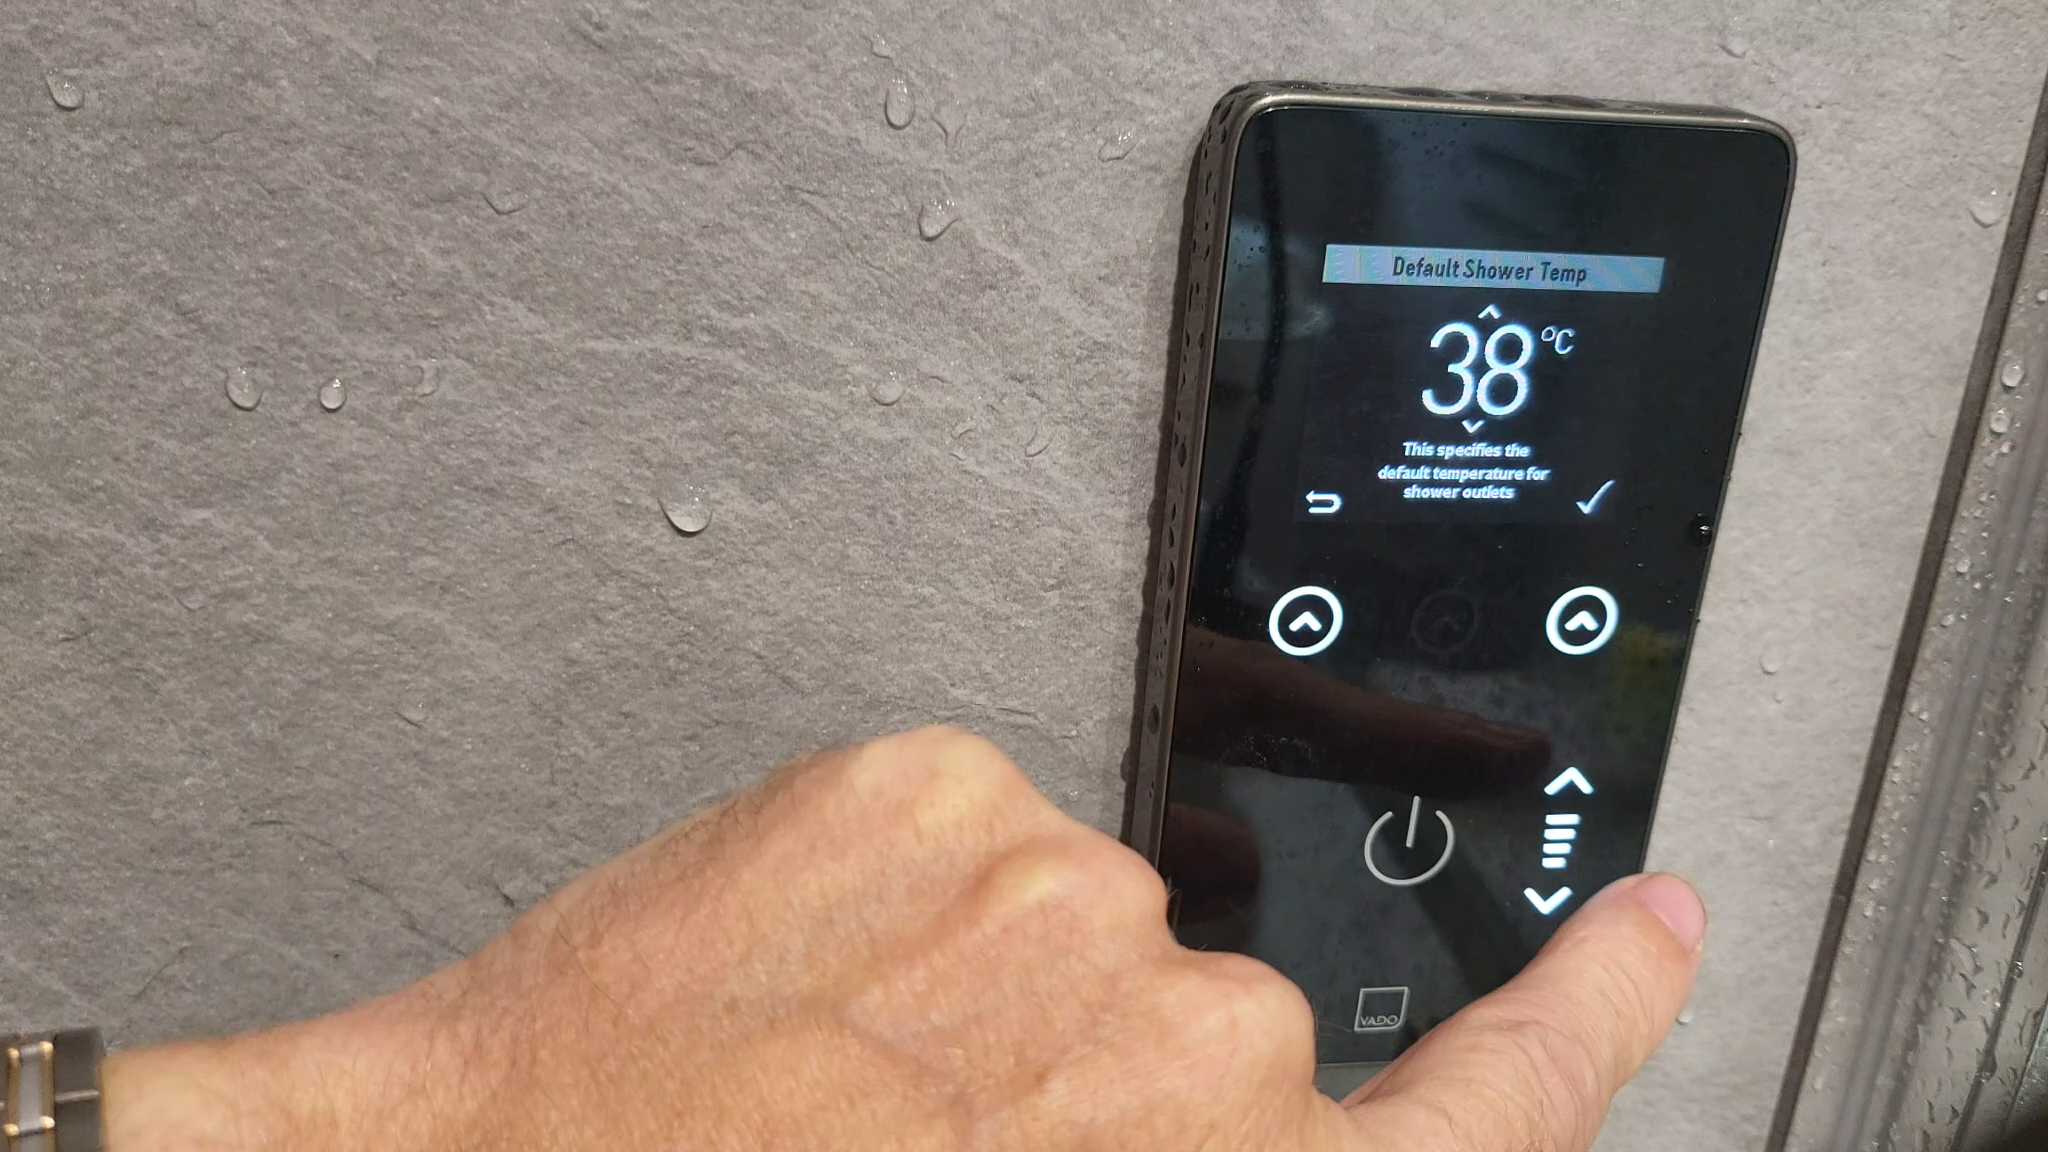 Default Shower Temp
38 °C
This specifies the
default temperature for
shower outlets
VADO